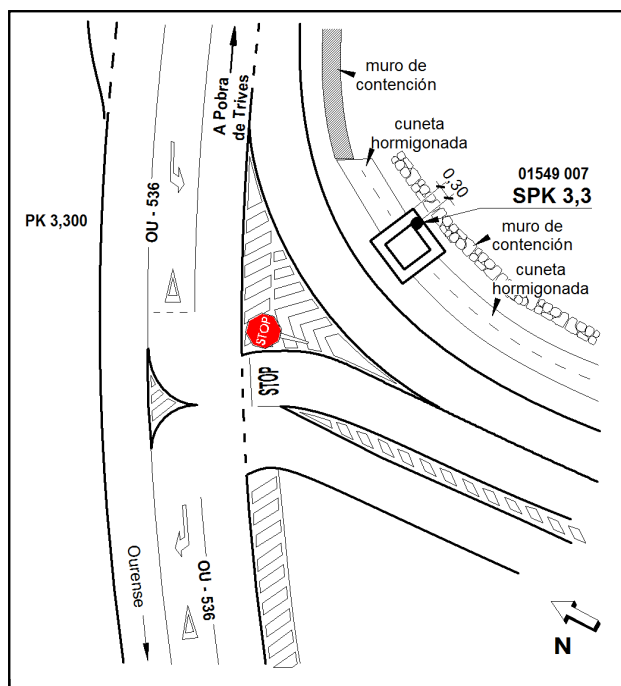 muro de
contención
A Pobra
de Trives
cuneta
hormigonada
01549 007
SPK 3,3
0,30
OU - 536
PK 3,300
muro de
contención
cuneta
hormigonada
STOP
STOP
Ourense
OU - 536
N